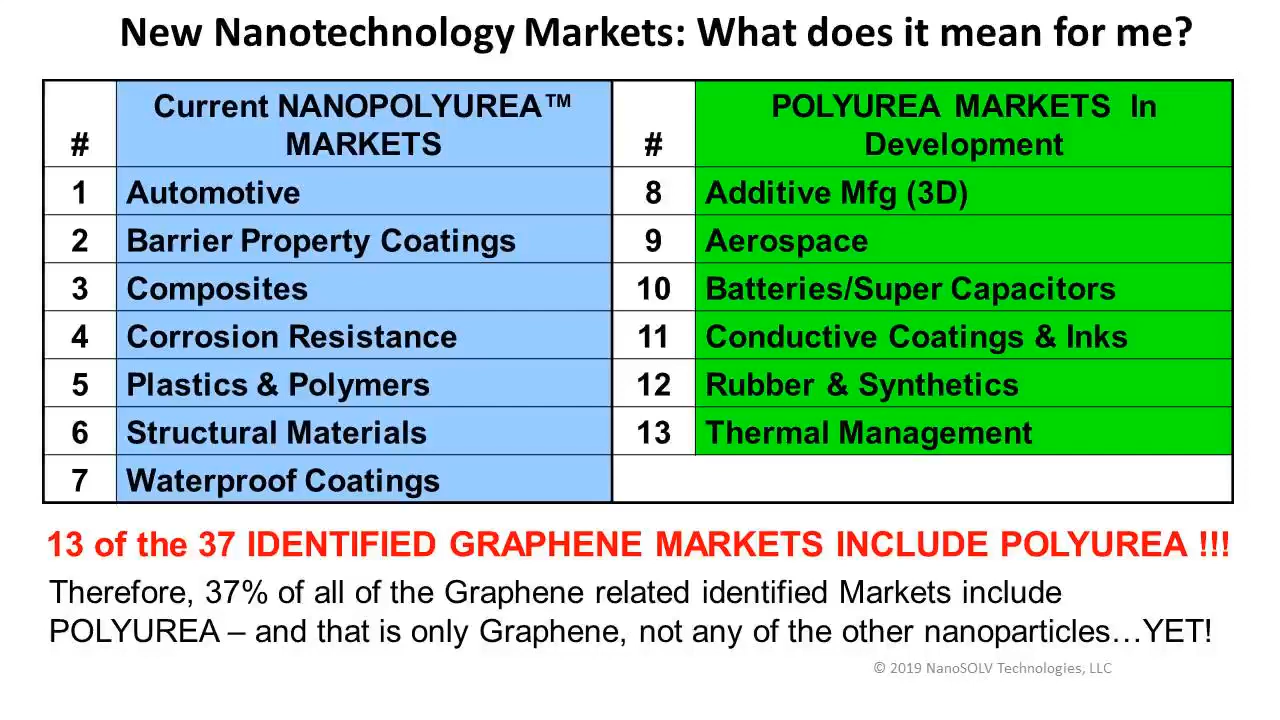 New Nanotechnology Markets: What does it mean for me?
# Current NANOPOLYUREA™ MARKETS # POLYUREA MARKETS In Development
1 Automotive 8 Additive Mfg (3D)
2 Barrier Property Coatings 9 Aerospace
3 Composites 10 Batteries/Super Capacitors
4 Corrosion Resistance 11 Conductive Coatings & Inks
5 Plastics & Polymers 12 Rubber & Synthetics
6 Structural Materials 13 Thermal Management
7 Waterproof Coatings
13 of the 37 IDENTIFIED GRAPHENE MARKETS INCLUDE POLYUREA !!!
Therefore, 37% of all of the Graphene related identified Markets include
POLYUREA – and that is only Graphene, not any of the other nanoparticles…YET!
© 2019 NanoSOLV Technologies, LLC